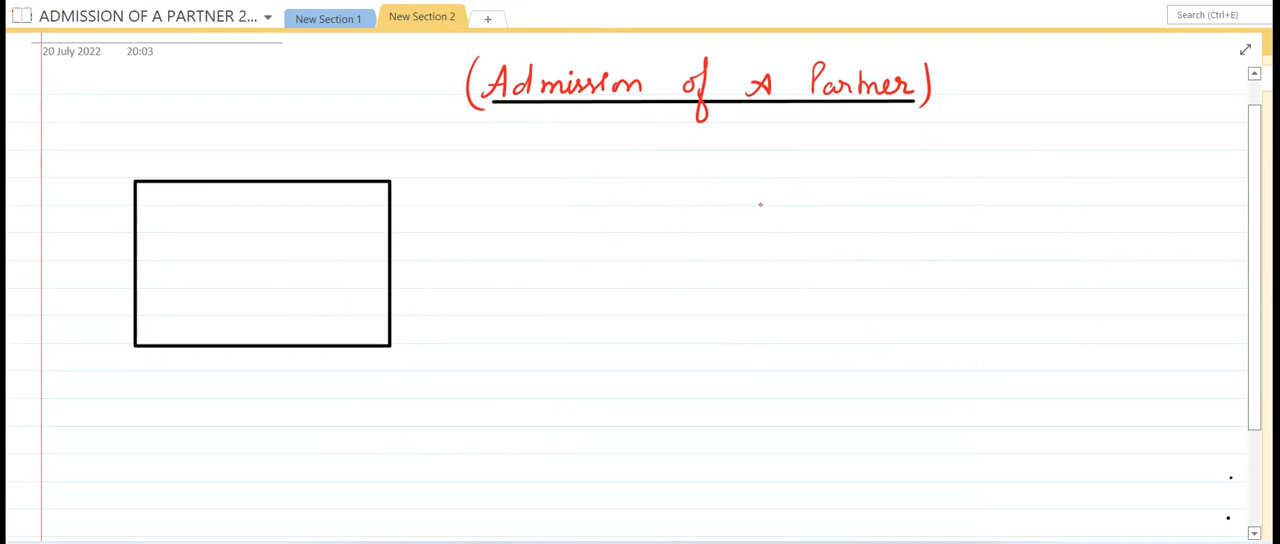 ADMISSION OF A PARTNER 2...
New Section 1
New Section 2
+
Search (Ctrl+E)
20 July 2022 20:03
(Admission of A Partner)